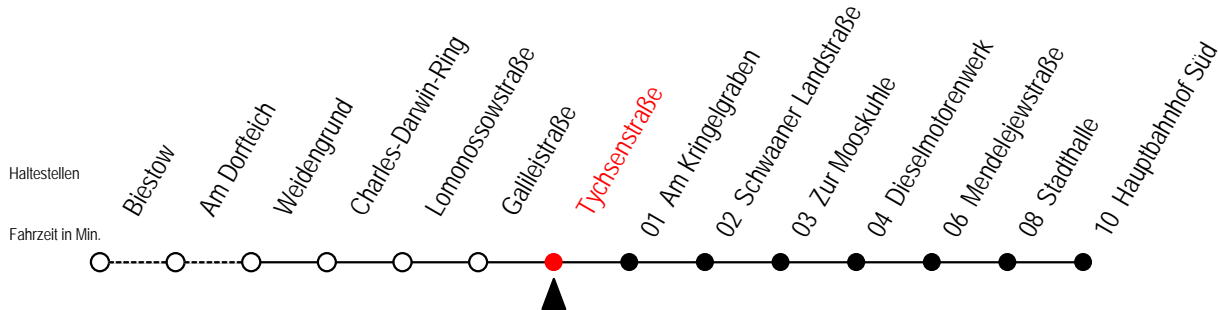 Haltestellen
Fahrzeit in Min.
Biestow
Am Dorfteich
Weidengrund
Charles-Darwin-Ring
Lomonossowstraße
Galileistraße
Tychsenstraße
01 Am Kringelgraben
02 Schwaaner Landstraße
03 Zur Mooskuhle
04 Dieselmotorenwerk
06 Mendelejewstraße
08 Stadthalle
10 Hauptbahnhof Süd